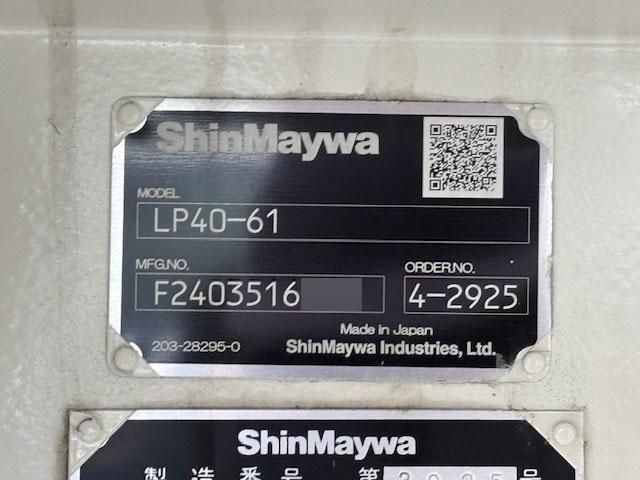 ShinMaywa
MODEL
LP40-61
MFG.NO.
ORDER.NO.
F2403516
4-2925
Made in Japan
203-28295-0
ShinMaywa Industries, Ltd.
ShinMaywa
製造番号 第 2925 号